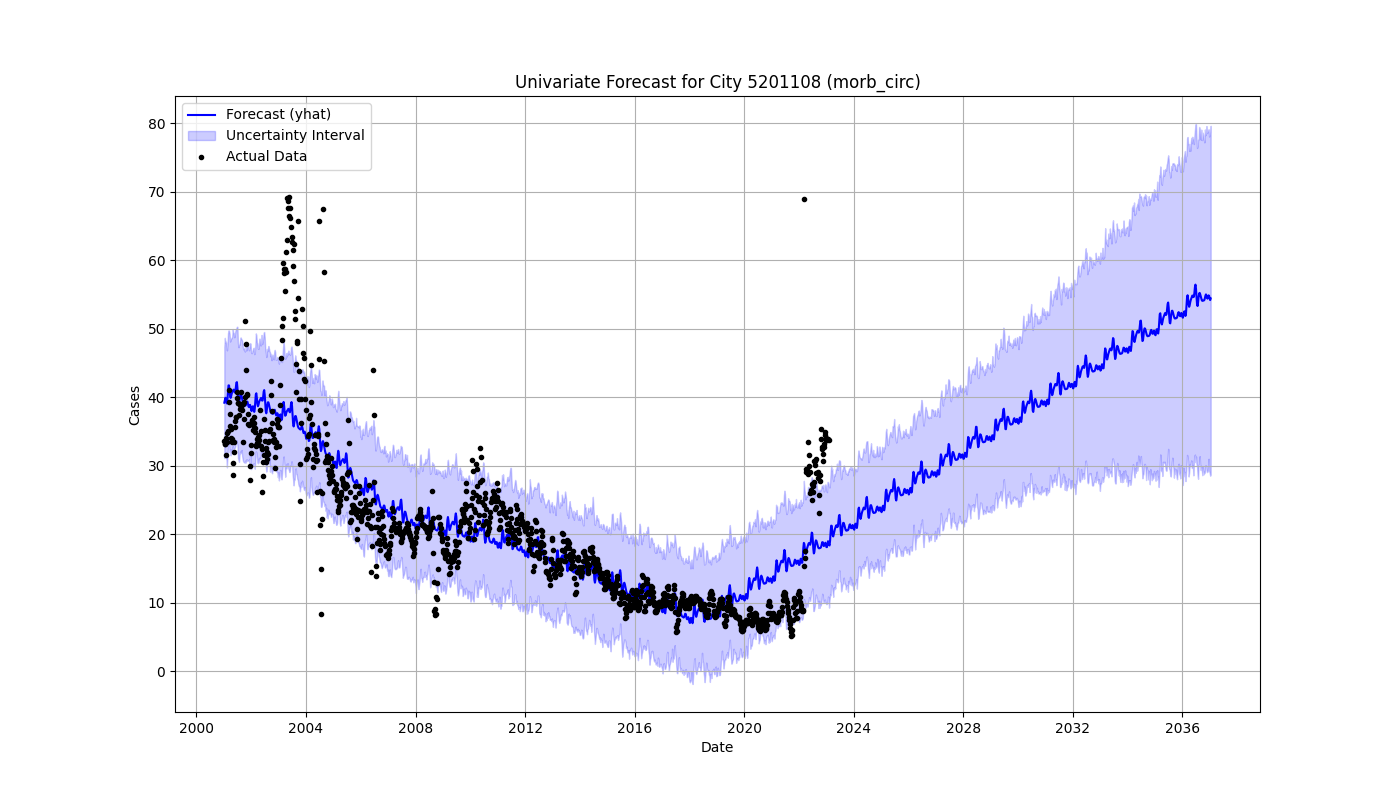 Univariate Forecast for City 5201108 (morb_circ)
Forecast (yhat)
Uncertainty Interval
Actual Data
80
70
60
50
40
30
20
10
0
Cases
2000 2004 2008 2012 2016 2020 2024 2028 2032 2036
Date